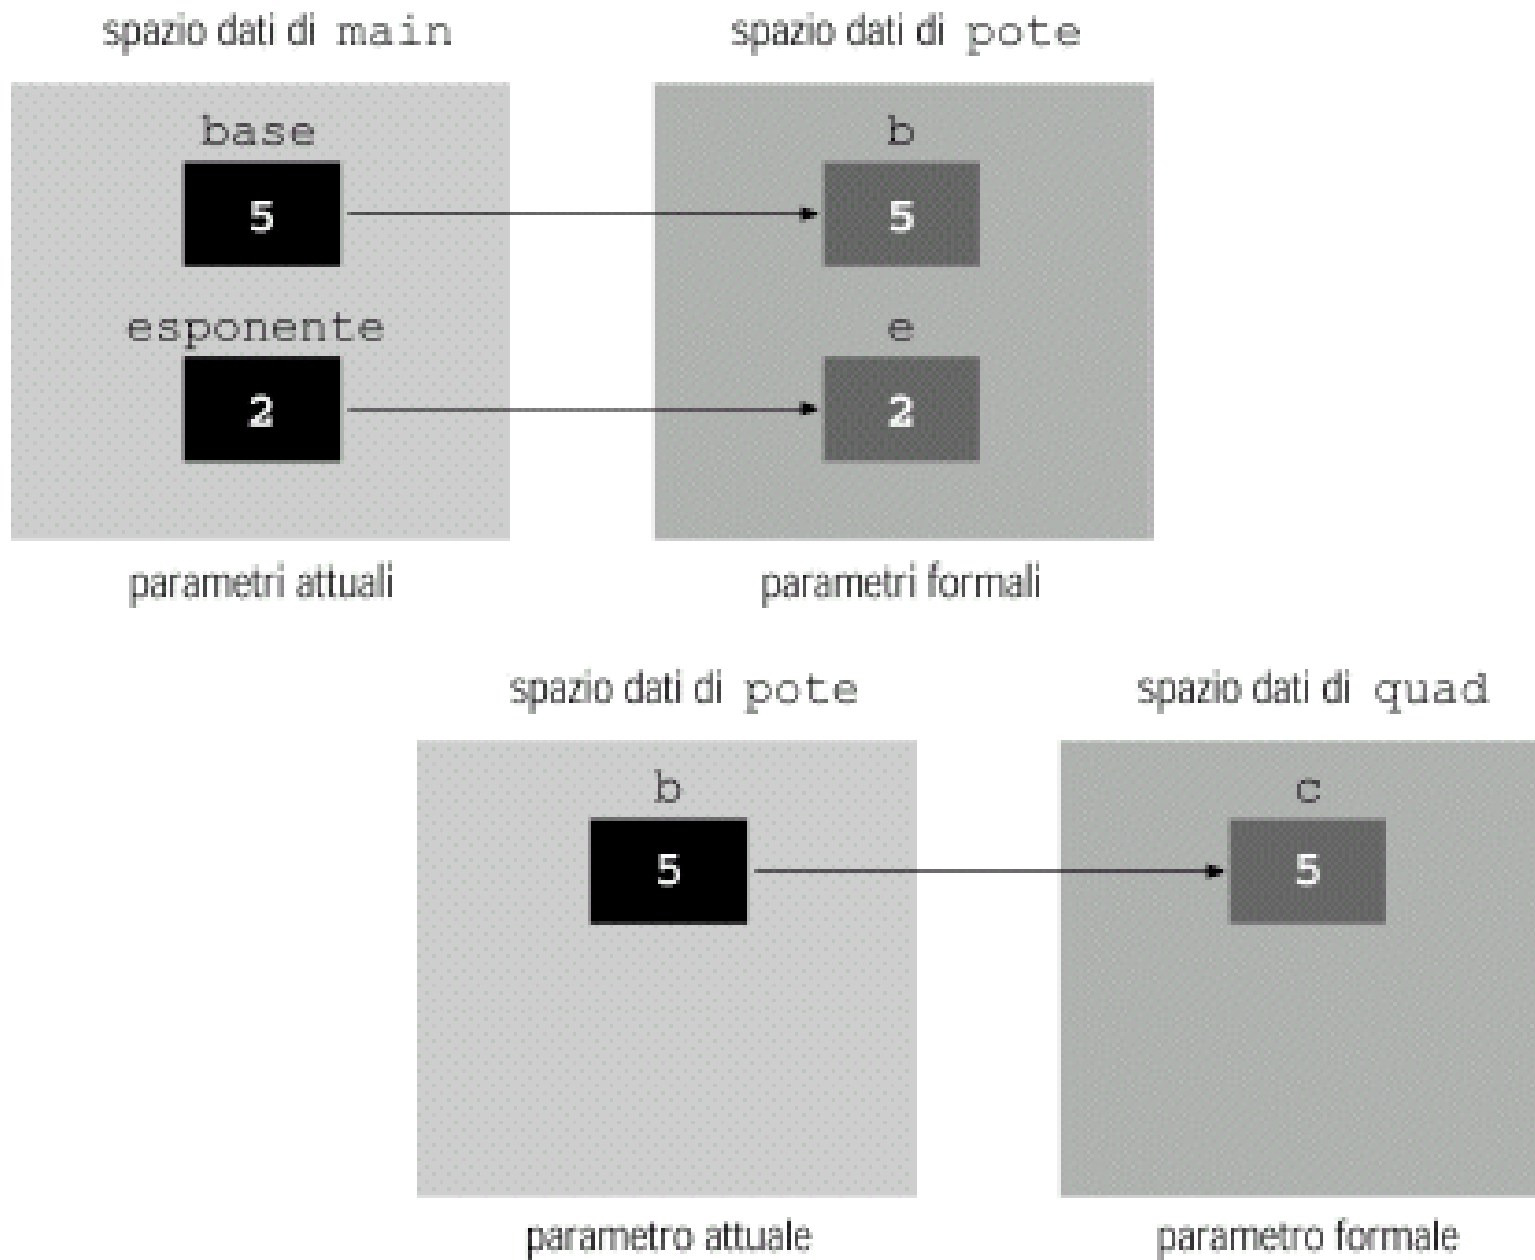 spazio dati di main
spazio dati di pote
base
b
5
5
esponente
e
2
2
parametri attuali
parametri formali
spazio dati di pote
spazio dati di quad
b
c
5
5
parametro attuale
parametro formale